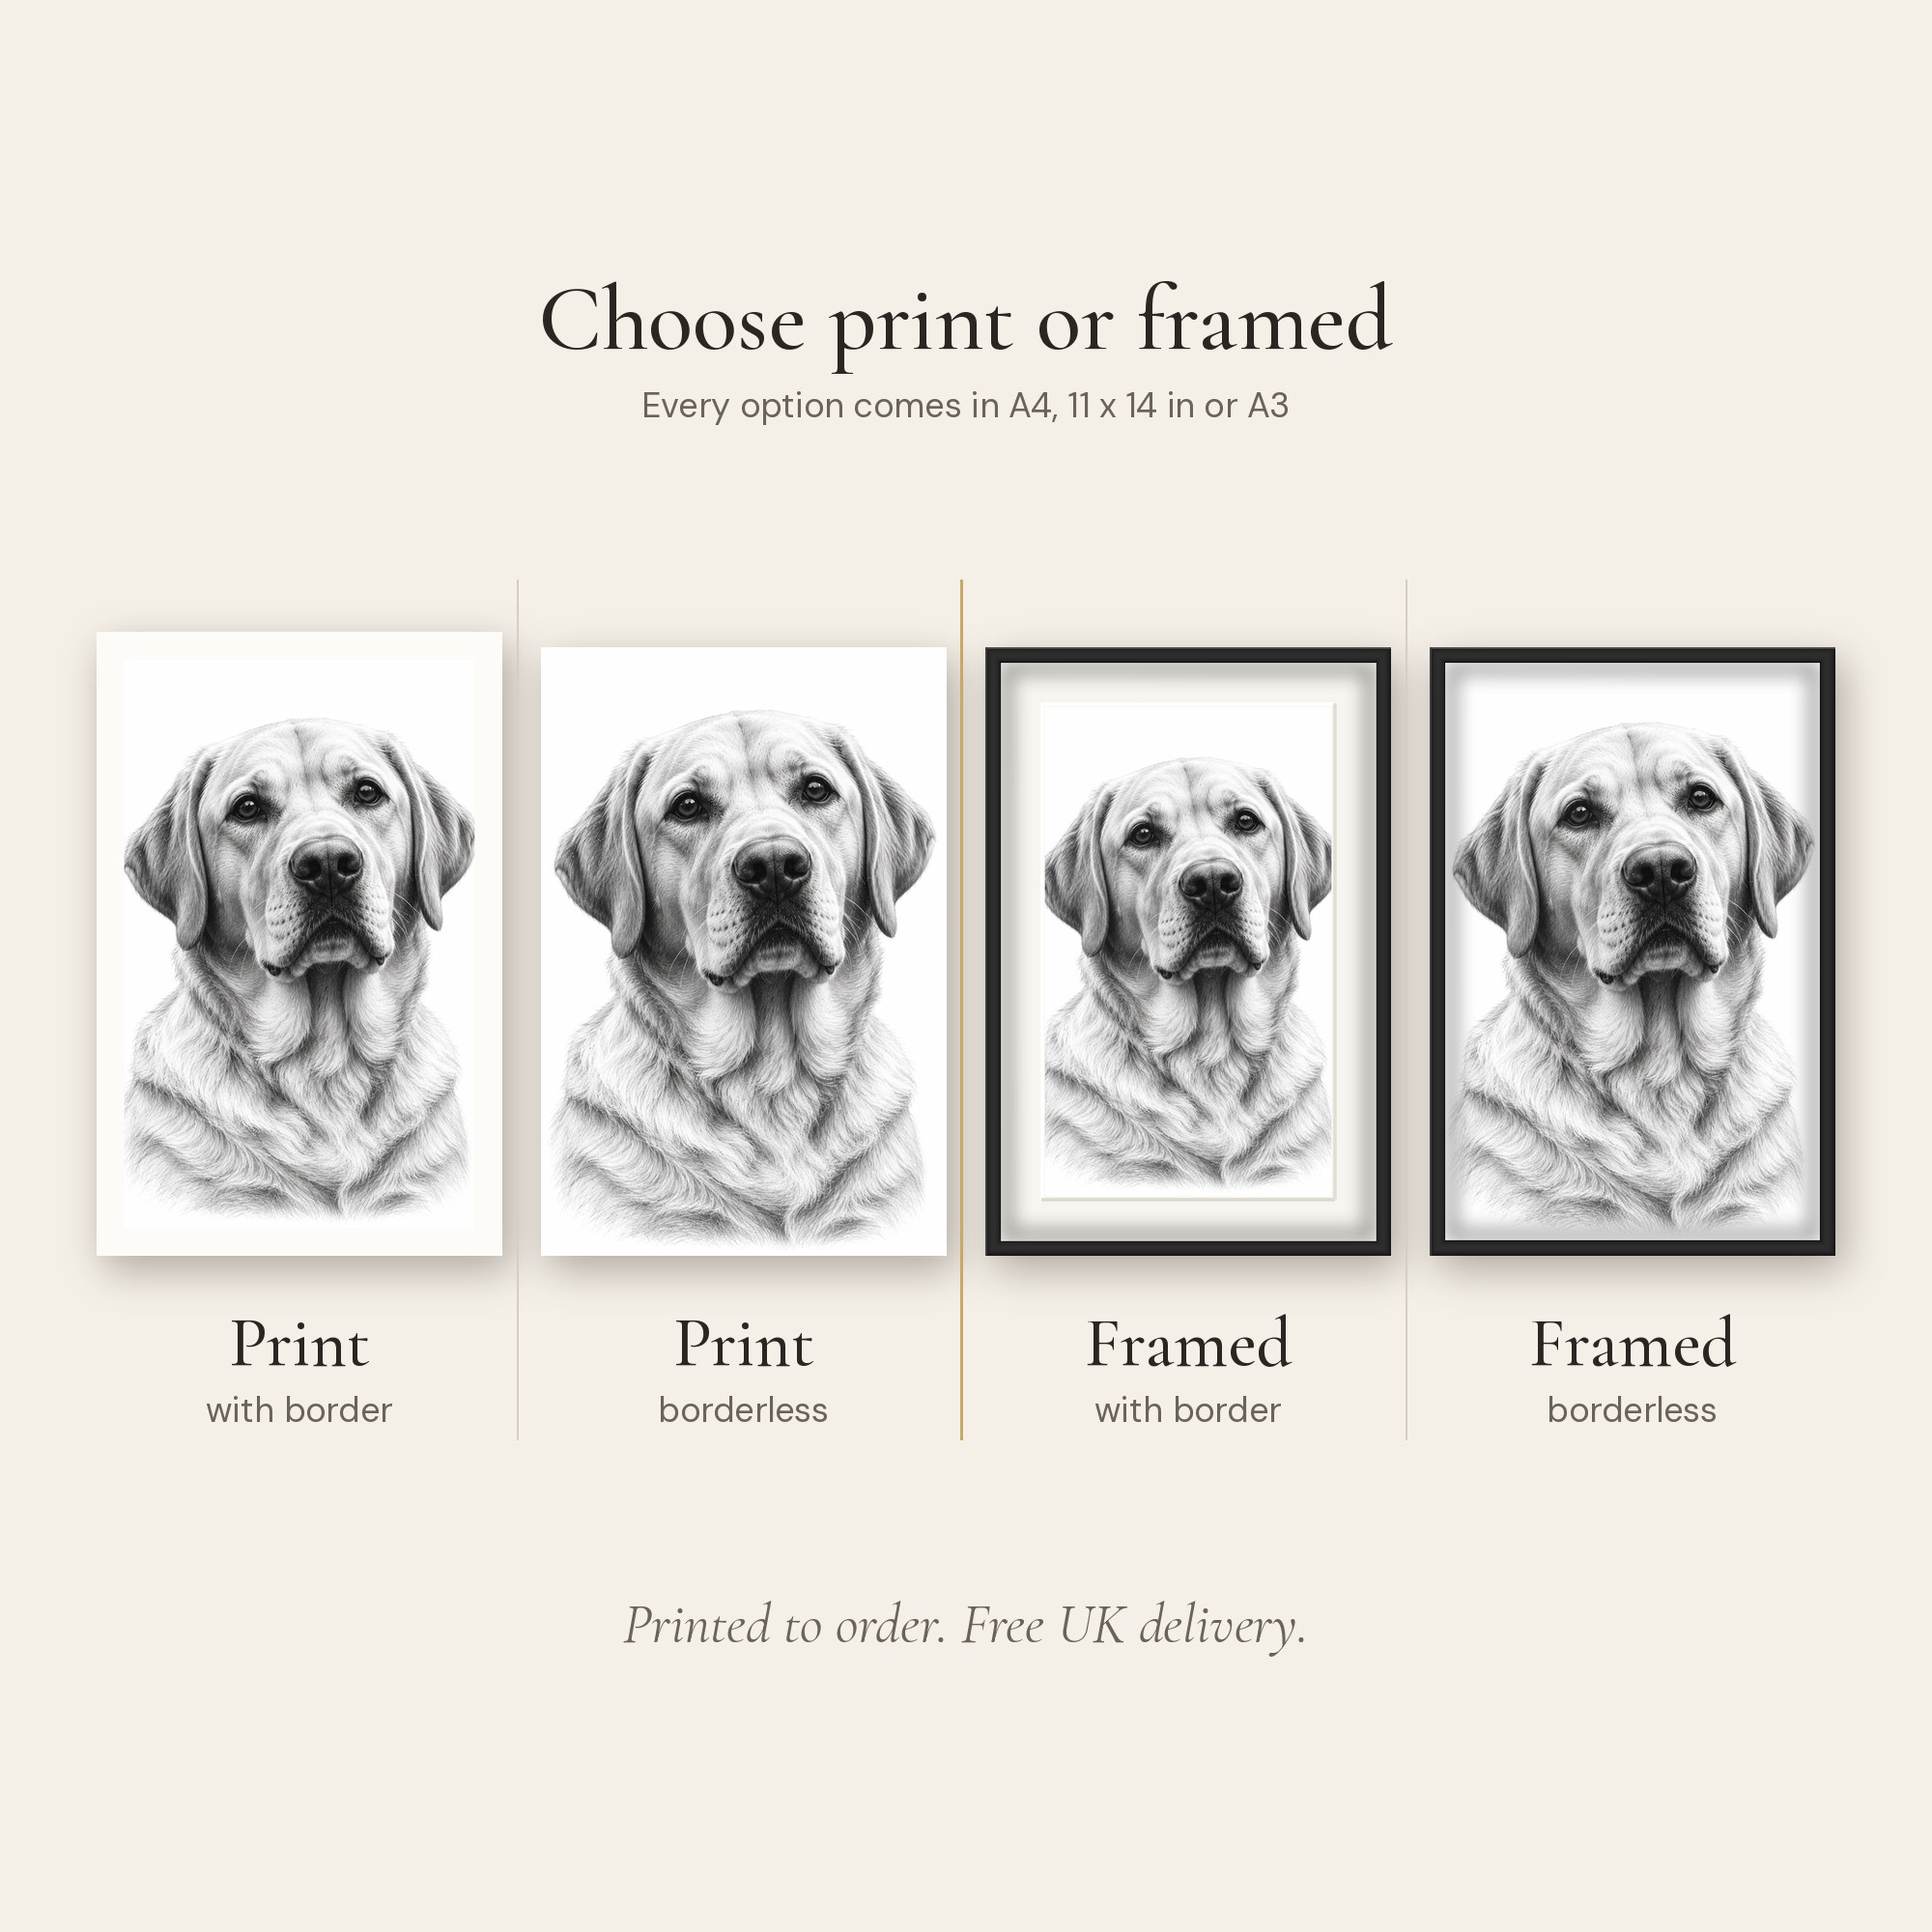 Choose print or framed
Every option comes in A4, 11 x 14 in or A3
Print
with border
Print
borderless
Framed
with border
Framed
borderless
Printed to order. Free UK delivery.